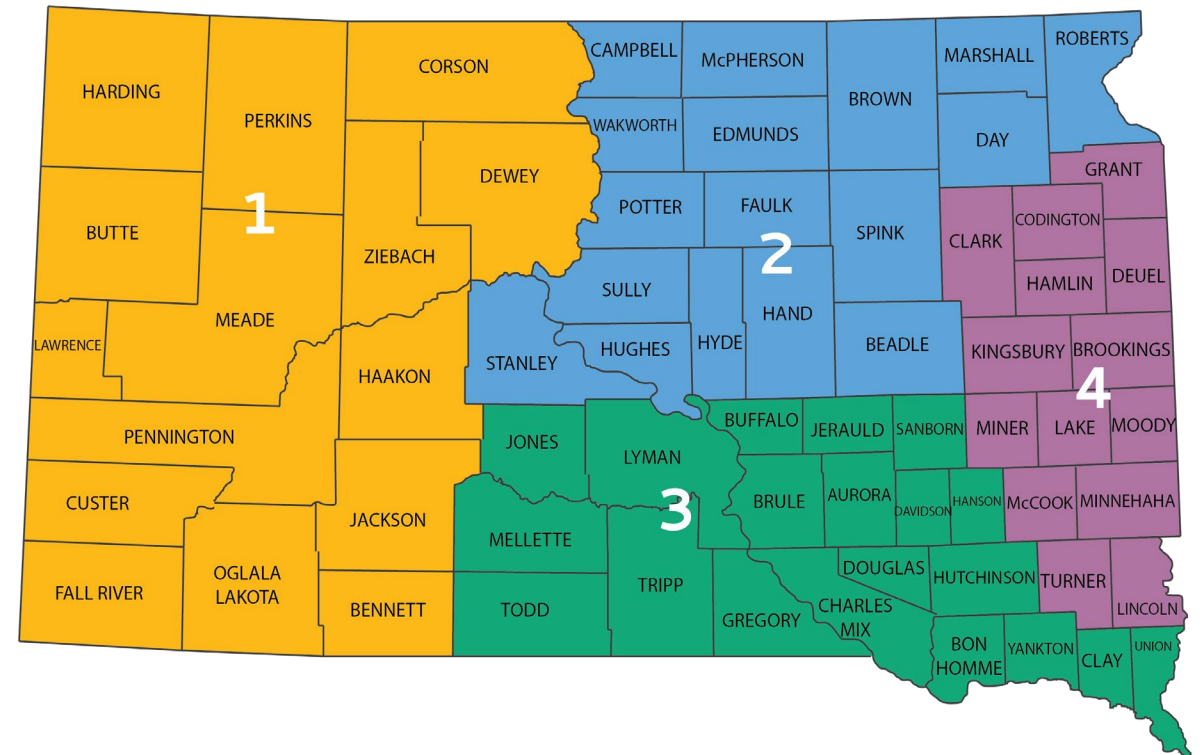 HARDING
PERKINS
CORSON
CAMPBELL
McPHERSON
BROWN
MARSHALL
ROBERTS
WAKWORTH
EDMUNDS
DAY
DEWEY
GRANT
BUTTE
1
ZIEBACH
POTTER
FAULK
2
SPINK
CLARK
CODINGTON
HAMLIN
DEUEL
MEADE
LAWRENCE
HAAKON
SULLY
STANLEY
HUGHES
HYDE
HAND
BEADLE
KINGSBURY
BROOKINGS
4
PENNINGTON
JONES
LYMAN
3
BUFFALO
JERAULD
SANBORN
MINER
LAKE
MOODY
CUSTER
JACKSON
MELLETTE
BRULE
AURORA
DAVIDSON
HANSON
McCOOK
MINNEHAHA
FALL RIVER
OGLALA
LAKOTA
BENNETT
TODD
TRIPP
GREGORY
CHARLES
MIX
DOUGLAS
HUTCHINSON
TURNER
LINCOLN
BON
HOMME
YANKTON
CLAY
UNION